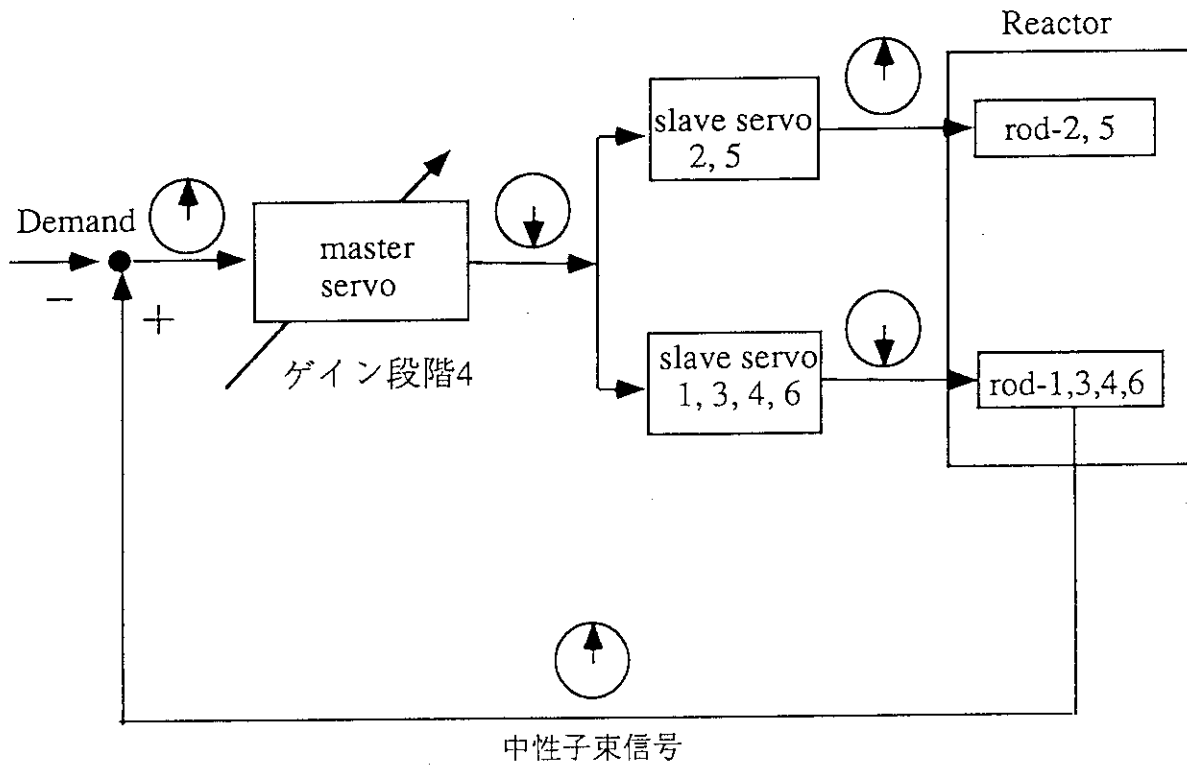 Reactor
slave servo
2, 5
rod-2, 5
Demand
−
+
master
servo
ゲイン段階4
slave servo
1, 3, 4, 6
rod-1,3,4,6
中性子束信号